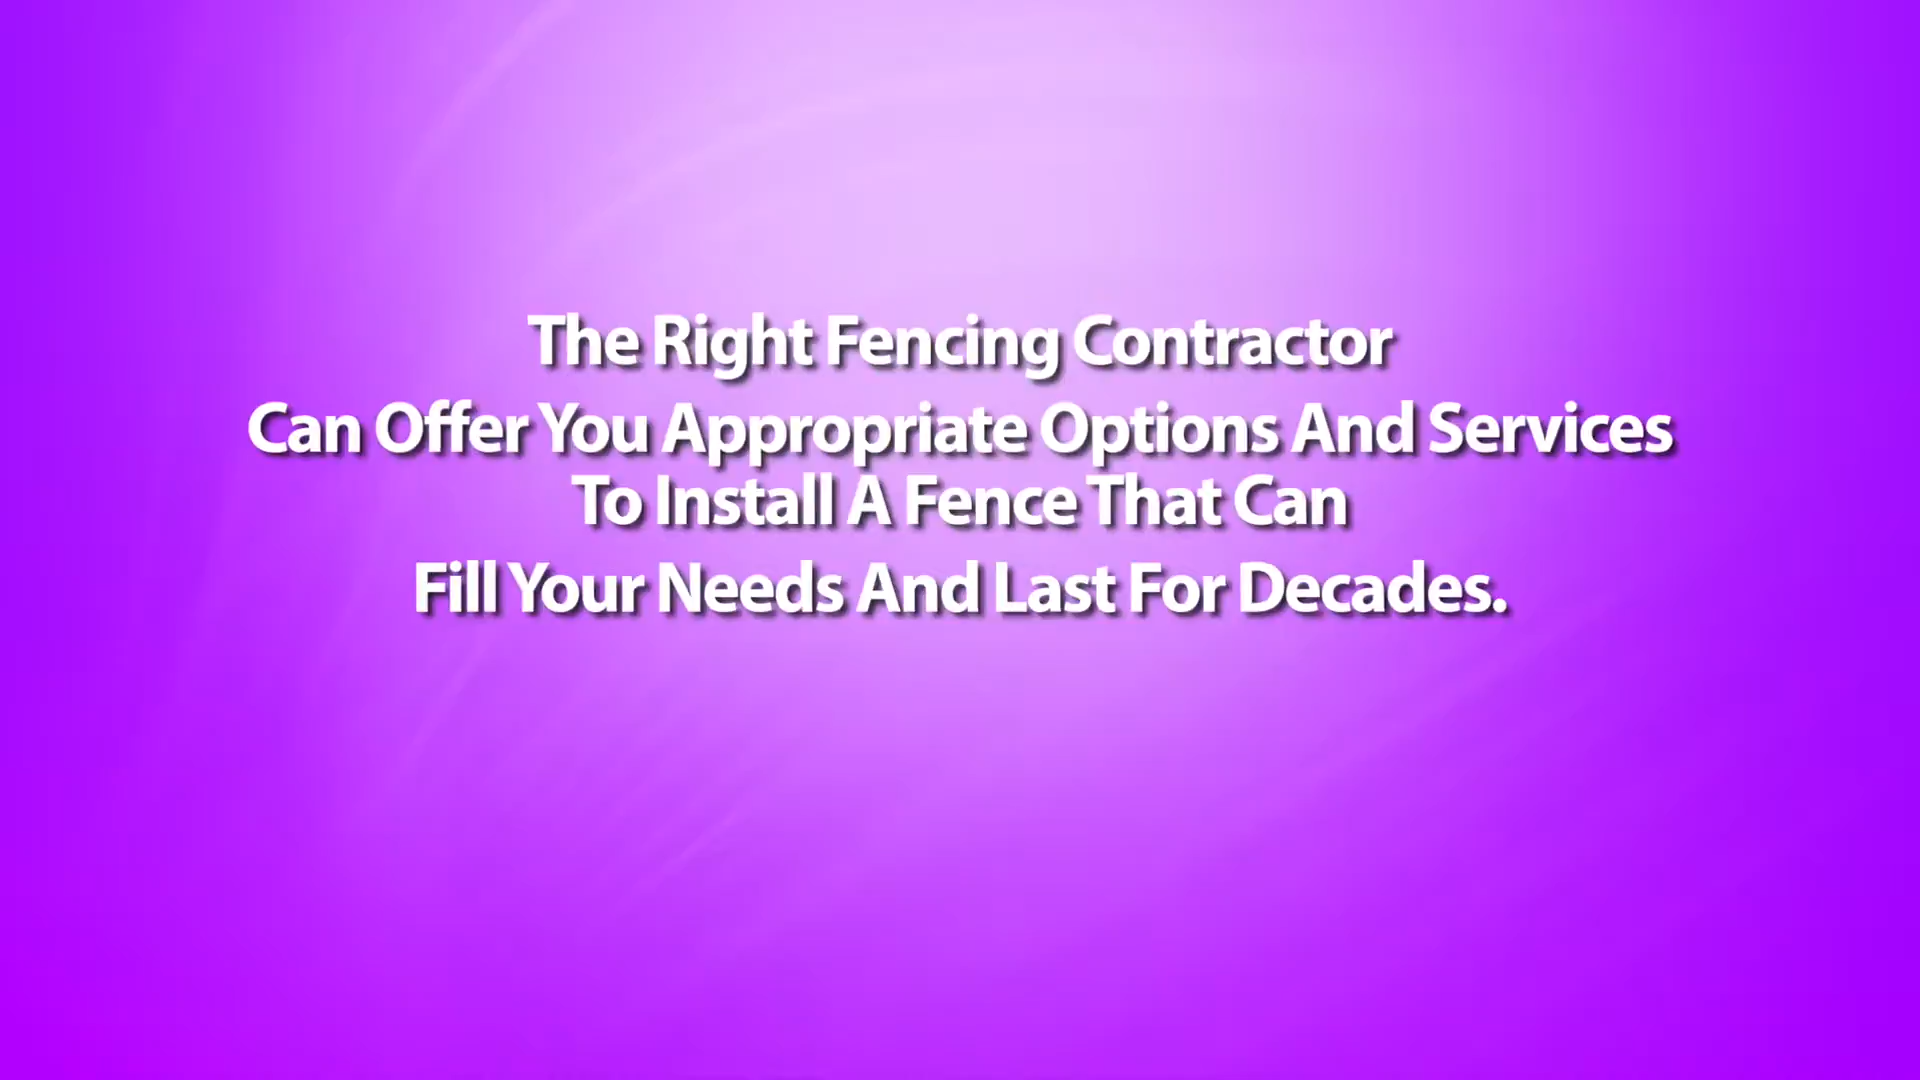 The Right Fencing Contractor
Can Offer You Appropriate Options And Services
To Install A Fence That Can
Fill Your Needs And Last For Decades.